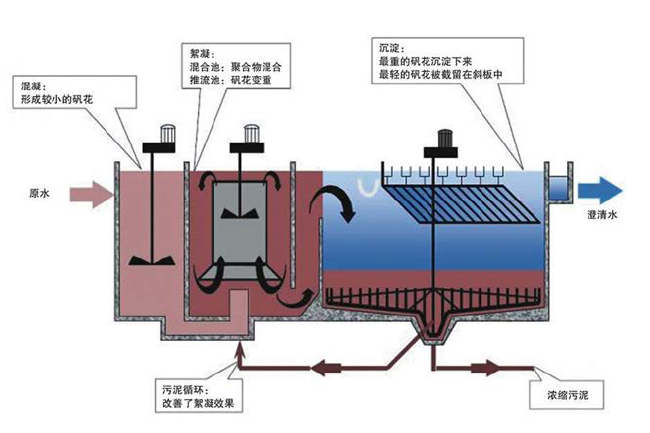 混凝：
形成较小的矾花
絮凝：
混合池：聚合物混合
推流池：矾花变重
沉淀：
最重的矾花沉淀下来
最轻的矾花被截留在斜板中
原水
澄清水
污泥循环：
改善了絮凝效果
浓缩污泥